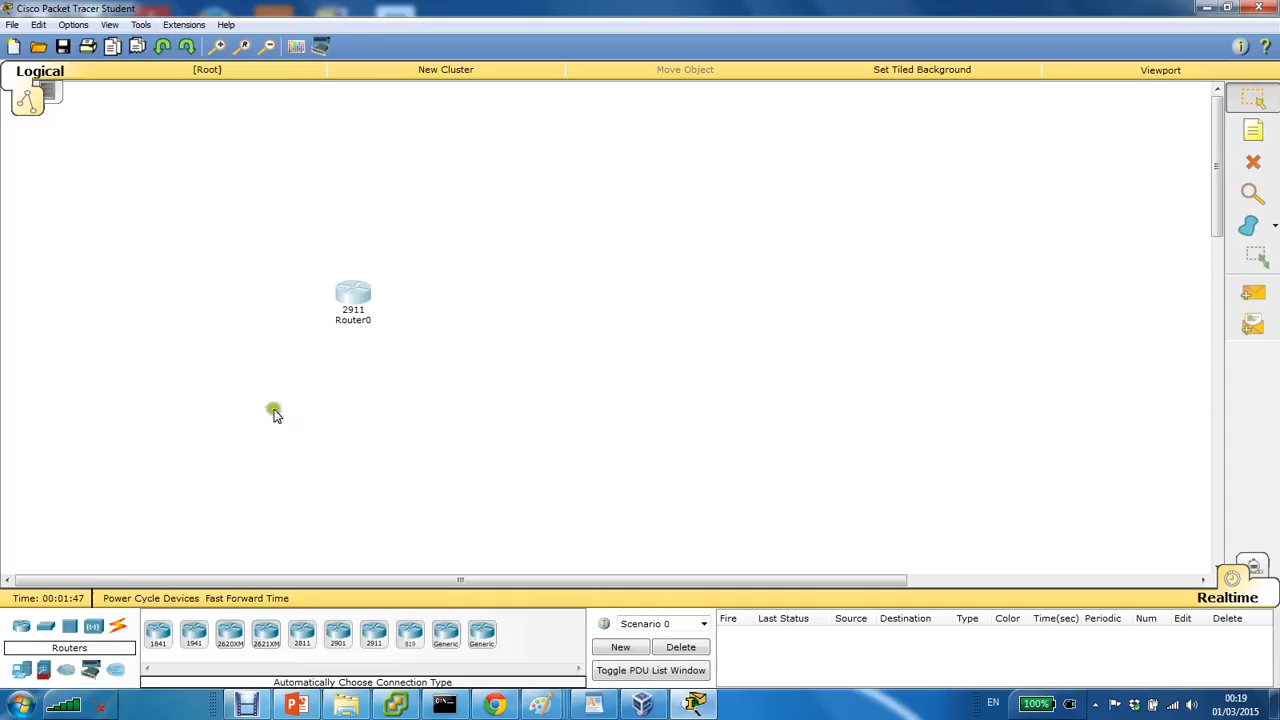 Cisco Packet Tracer Student
File Edit Options View Tools Extensions Help
Logical [Root] New Cluster Move Object Set Tiled Background Viewport
2911
Router0
Time: 00:01:47 Power Cycle Devices Fast Forward Time Realtime
Routers
1841 1941 2620XM 2621XM 2811 2901 2911 819 Generic Generic
Automatically Choose Connection Type
Scenario 0
New Delete
Toggle PDU List Window
Fire Last Status Source Destination Type Color Time(sec) Periodic Num Edit Delete
EN 100% 00:19
01/03/2015